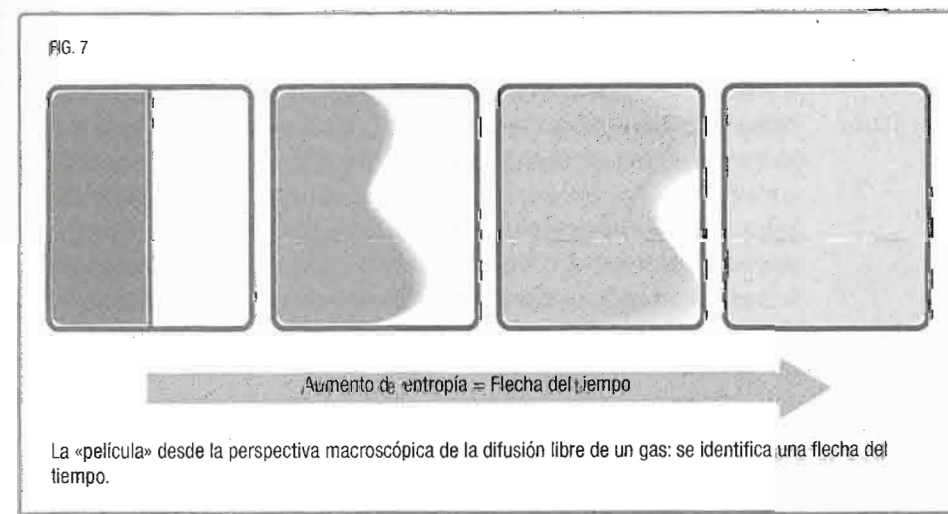 FIG. 7
Aumento de entropía = Flecha del tiempo
La «película» desde la perspectiva macroscópica de la difusión libre de un gas: se identifica una flecha del
tiempo.